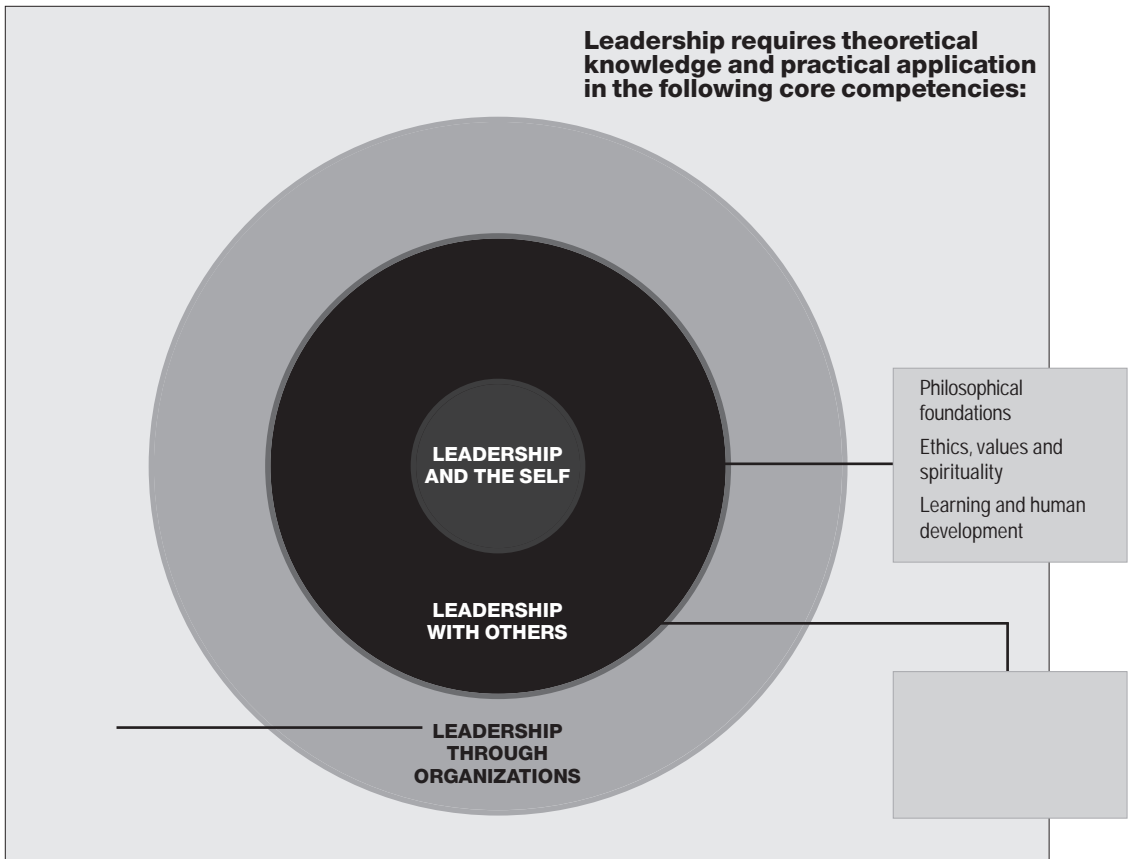 Leadership requires theoretical
knowledge and practical application
in the following core competencies:
LEADERSHIP
AND THE SELF
Philosophical
foundations
Ethics, values and
spirituality
Learning and human
development
LEADERSHIP
WITH OTHERS
LEADERSHIP
THROUGH
ORGANIZATIONS